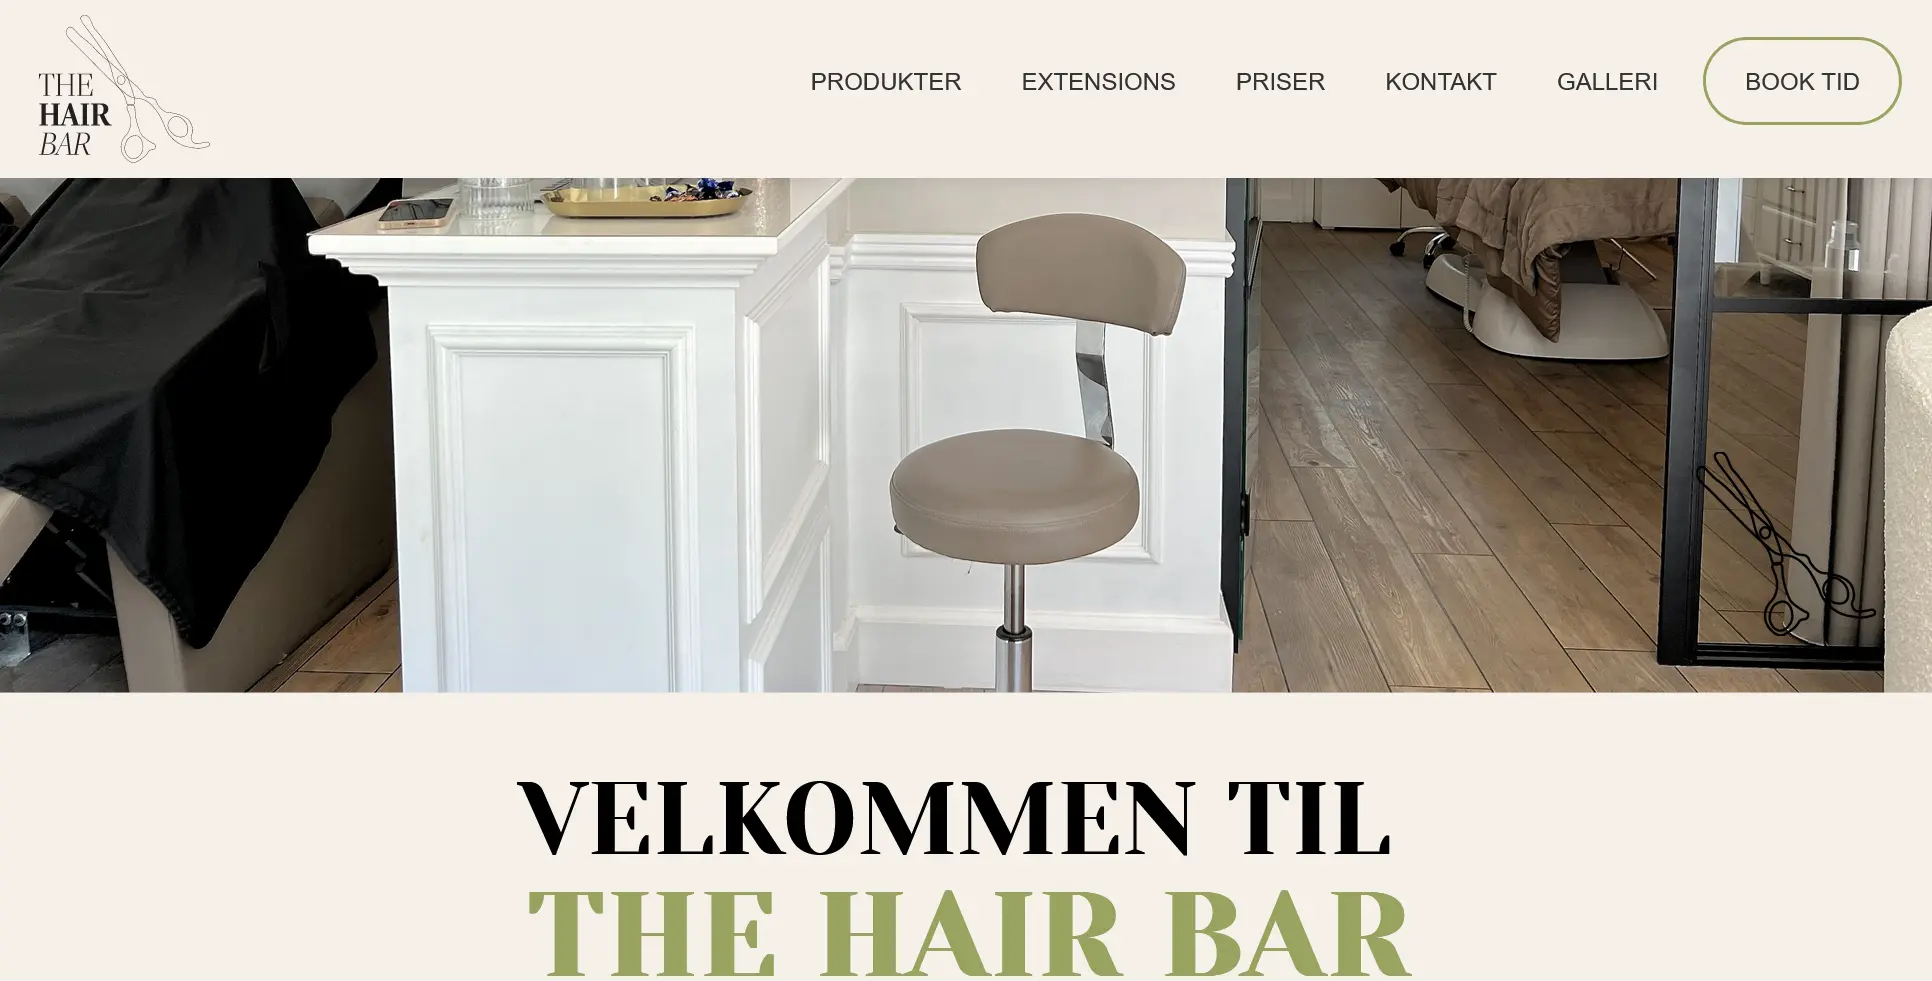 THE
HAIR
BAR
PRODUKTER
EXTENSIONS
PRISER
KONTAKT
GALLERI
BOOK TID
VELKOMMEN TIL
THE HAIR BAR